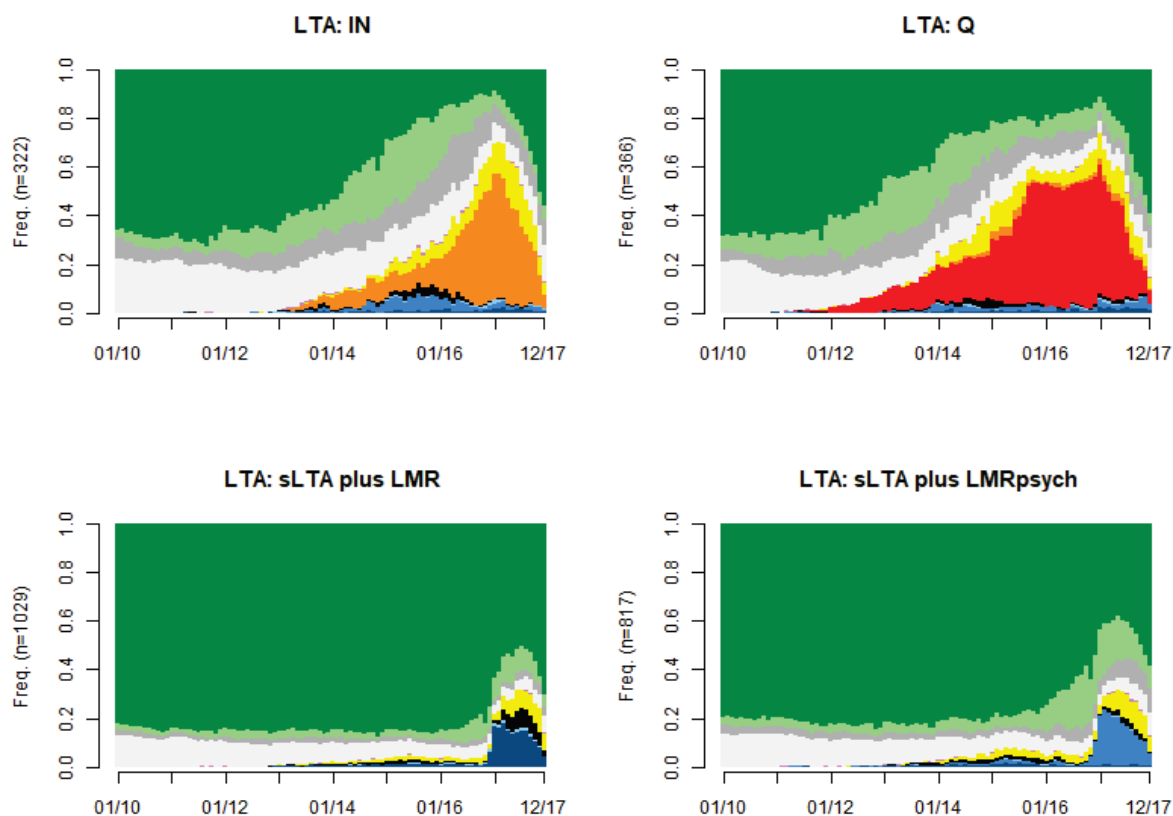 LTA: IN
Freq. (n=322)
0.0 0.2 0.4 0.6 0.8 1.0
01/10 01/12 01/14 01/16 12/17
LTA: Q
Freq. (n=366)
0.0 0.2 0.4 0.6 0.8 1.0
01/10 01/12 01/14 01/16 12/17
LTA: sLTA plus LMR
Freq. (n=1029)
0.0 0.2 0.4 0.6 0.8 1.0
01/10 01/12 01/14 01/16 12/17
LTA: sLTA plus LMRpsych
Freq. (n=817)
0.0 0.2 0.4 0.6 0.8 1.0
01/10 01/12 01/14 01/16 12/17